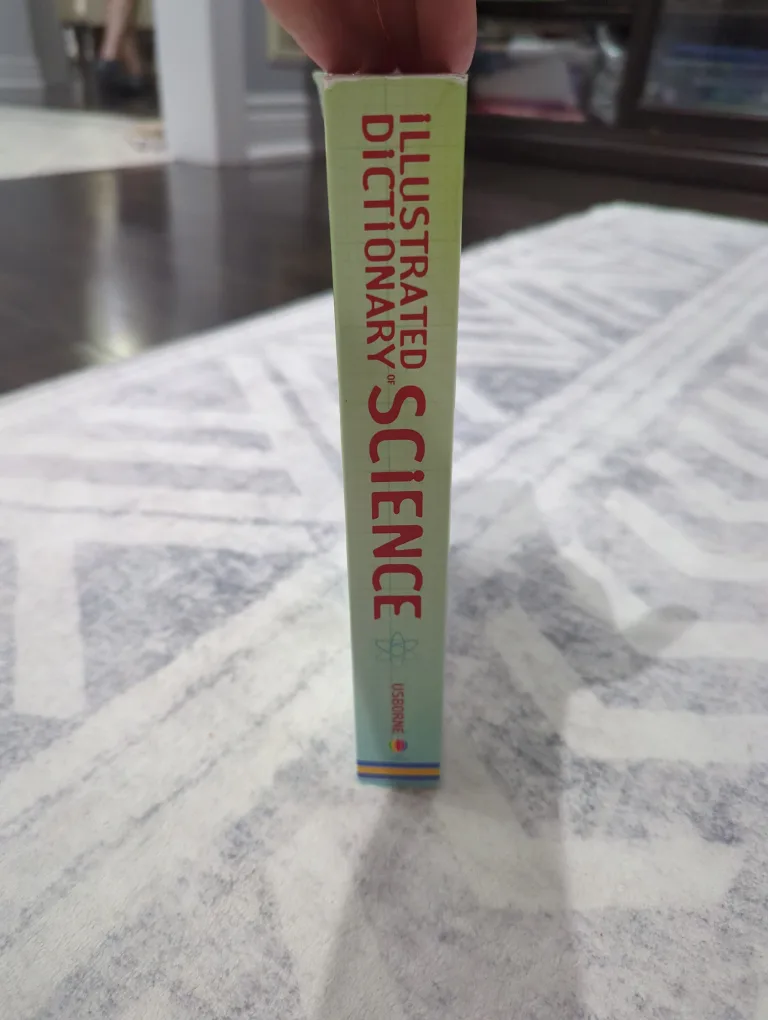 iLLUSTRATED
DiCTiONARY OF
SCiENCE
USBORNE